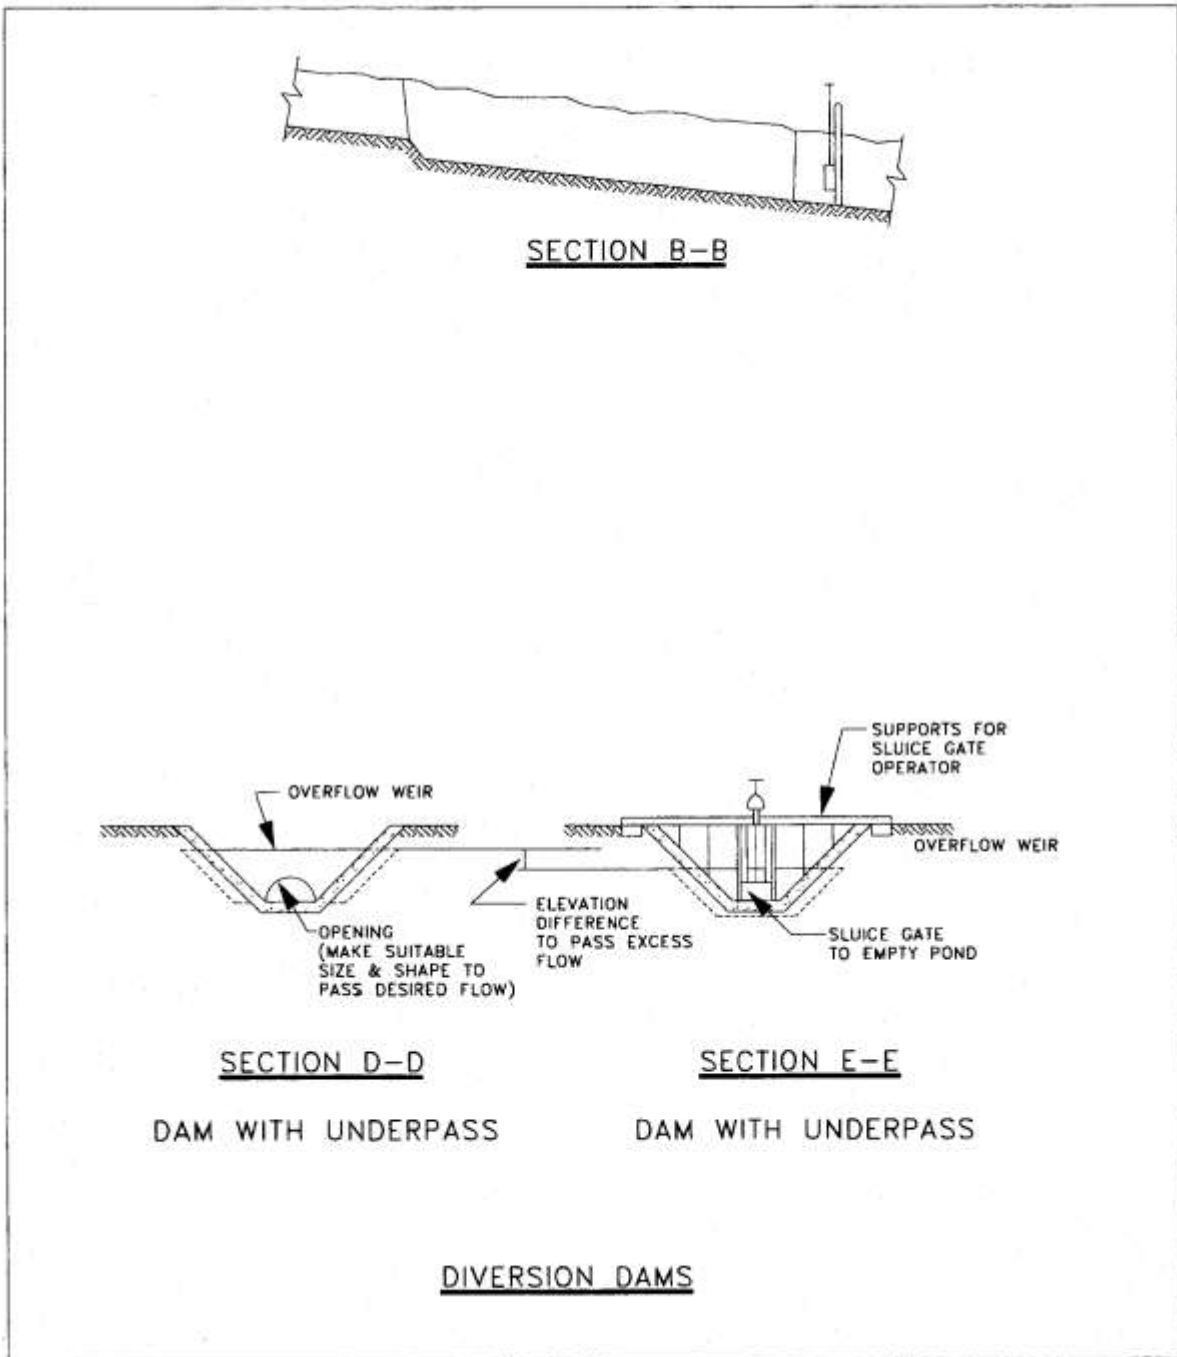 SECTION B-B
SUPPORTS FOR
SLUICE GATE
OPERATOR
OVERFLOW WEIR
OVERFLOW WEIR
OPENING
(MAKE SUITABLE
SIZE & SHAPE TO
PASS DESIRED FLOW)
ELEVATION
DIFFERENCE
TO PASS EXCESS
FLOW
SLUICE GATE
TO EMPTY POND
SECTION D-D
DAM WITH UNDERPASS
SECTION E-E
DAM WITH UNDERPASS
DIVERSION DAMS